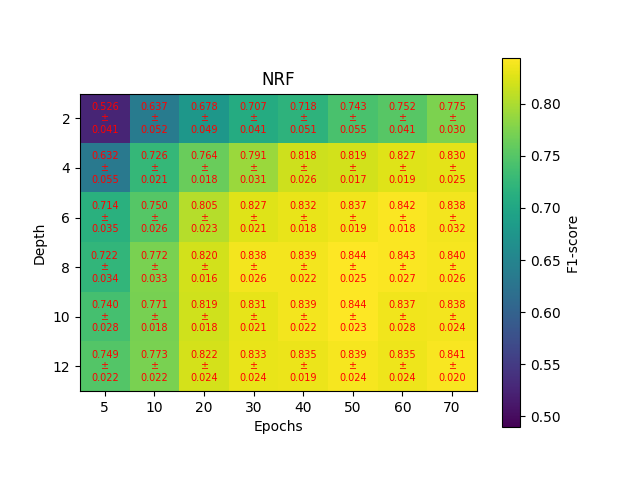 NRF
0.526 0.637 0.678 0.707 0.718 0.743 0.752 0.775
± ± ± ± ± ± ± ±
2
0.041 0.052 0.049 0.041 0.051 0.055 0.041 0.030
0.632 0.726 0.764 0.791 0.818 0.819 0.827 0.830
± ± ± ± ± ± ± ±
4
0.055 0.021 0.018 0.031 0.026 0.017 0.019 0.025
0.714 0.750 0.805 0.827 0.832 0.837 0.842 0.838
± ± ± ± ± ± ± ±
6
0.035 0.026 0.023 0.021 0.018 0.019 0.018 0.032
0.722 0.772 0.820 0.838 0.839 0.844 0.843 0.840
± ± ± ± ± ± ± ±
8
0.034 0.033 0.016 0.026 0.022 0.025 0.027 0.026
0.740 0.771 0.819 0.831 0.839 0.844 0.837 0.838
± ± ± ± ± ± ± ±
10
0.028 0.018 0.018 0.021 0.022 0.023 0.028 0.024
0.749 0.773 0.822 0.833 0.835 0.839 0.835 0.841
± ± ± ± ± ± ± ±
12
0.022 0.022 0.024 0.024 0.019 0.024 0.024 0.020
Depth
5 10 20 30 40 50 60 70
Epochs
0.80
0.75
0.70
0.65
0.60
0.55
0.50
F1-score